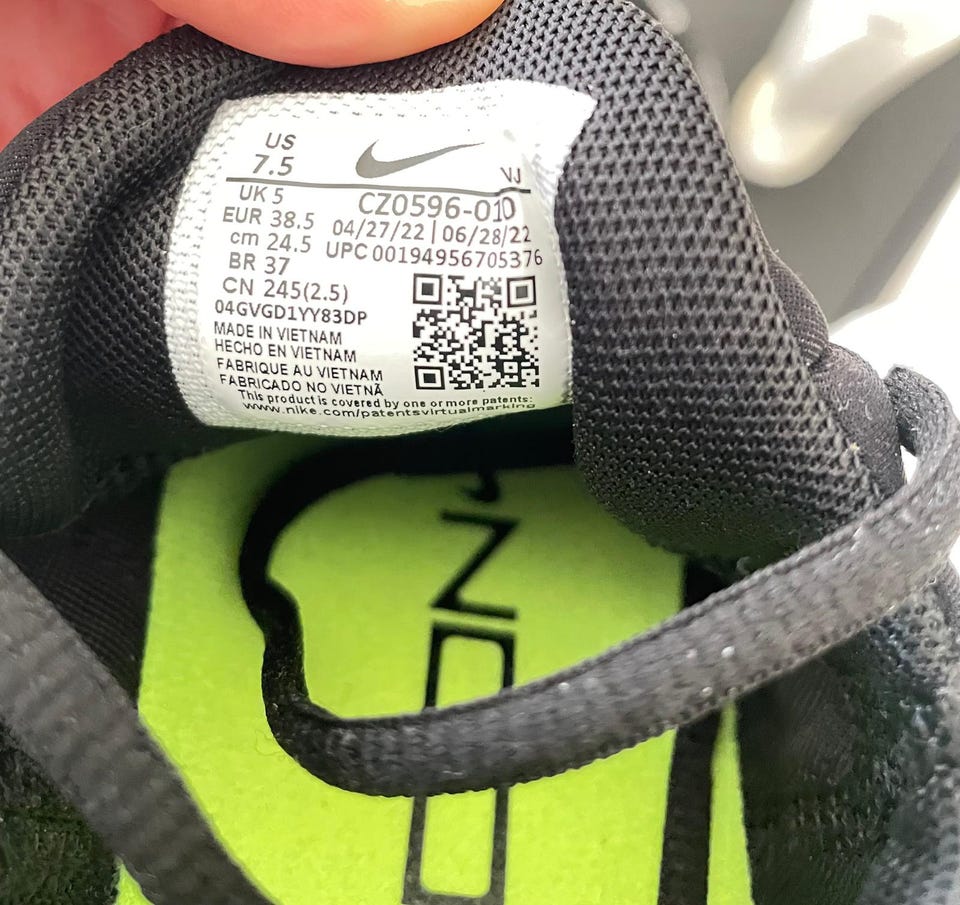 US
7.5
VJ
UK 5
CZ0596-010
EUR 38.5
04/27/22 | 06/28/22
cm 24.5
UPC 00194956705376
BR 37
CN 245(2.5)
04GVGD1YY83DP
MADE IN VIETNAM
HECHO EN VIETNAM
FABRIQUE AU VIETNAM
FABRICADO NO VIETNÃ
This product is covered by one or more patents:
www.nike.com/patentsvirtualmarking